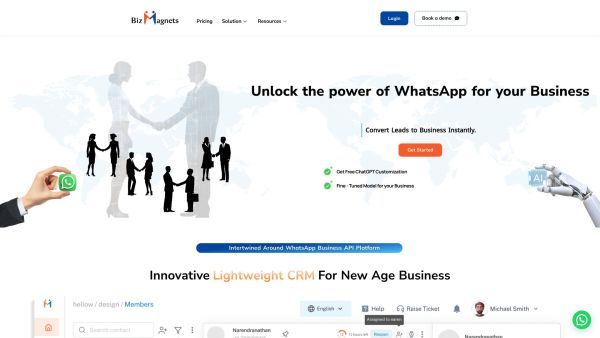 Biz Magnets
Pricing Solution Resources
Login
Book a demo
Unlock the power of WhatsApp for your Business
Convert Leads to Business Instantly.
Get Started
Get Free ChatGPT Customization
Fine - Tuned Model for your Business
AI
Intertwined Around WhatsApp Business API Platform
Innovative Lightweight CRM For New Age Business
hellow / design / Members
English
Help
Raise Ticket
Michael Smith
Assigned to naren
Search contact
Narendranathan
Narendranathan